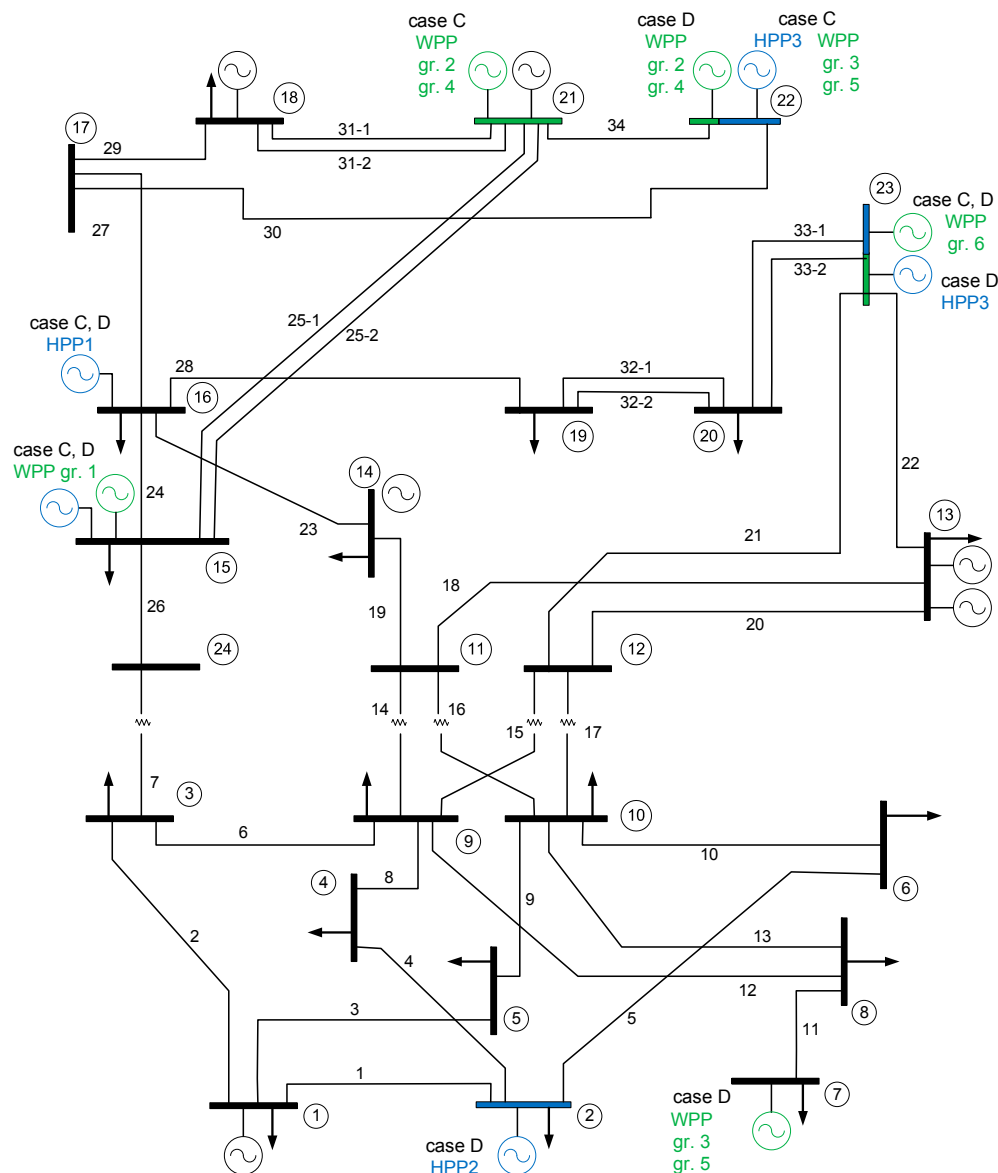 case C
WPP
gr. 2
gr. 4
case D
WPP
gr. 2
gr. 4
case C
HPP3 WPP
gr. 3
gr. 5
18
21
22
17
29
31-1
31-2
34
27
30
23
case C, D
WPP
gr. 6
33-1
33-2
case D
HPP3
25-1
25-2
case C, D
HPP1
28
32-1
32-2
16
19
20
case C, D
WPP gr. 1
14
24
23
22
13
15
21
18
26
19
20
24
11
12
14
16
15
17
7
3
6
9
10
10
6
4
8
9
2
4
13
12
5
3
5
8
11
1
1
2
7
case D
HPP2
case D
WPP
gr. 3
gr. 5